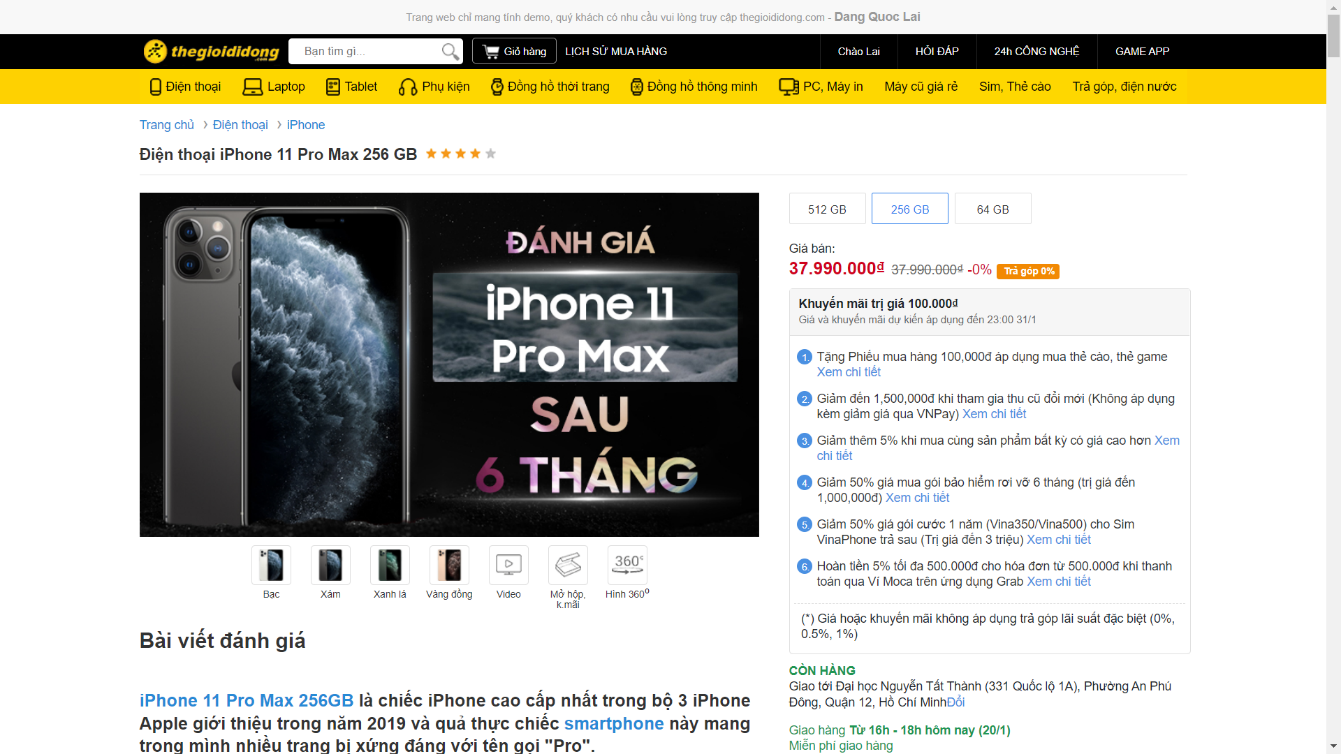 Trang web chỉ mang tính demo, quý khách có nhu cầu vui lòng truy cập thegioididong.com - Dang Quoc Lai
thegioididong.com
Bạn tìm gì...
Giỏ hàng
LỊCH SỬ MUA HÀNG
Chào Lai
HỎI ĐÁP
24h CÔNG NGHỆ
GAME APP
Điện thoại
Laptop
Tablet
Phụ kiện
Đồng hồ thời trang
Đồng hồ thông minh
PC, Máy in
Máy cũ giá rẻ
Sim, Thẻ cào
Trả góp, điện nước
Trang chủ › Điện thoại › iPhone
Điện thoại iPhone 11 Pro Max 256 GB
ĐÁNH GIÁ
iPhone 11
Pro Max
SAU
6 THÁNG
Bạc
Xám
Xanh lá
Vàng đồng
Video
Mở hộp,
k.mãi
360°
Hình 360⁰
Bài viết đánh giá
iPhone 11 Pro Max 256GB là chiếc iPhone cao cấp nhất trong bộ 3 iPhone
Apple giới thiệu trong năm 2019 và quả thực chiếc smartphone này mang
trong mình nhiều trang bị xứng đáng với tên gọi "Pro".
512 GB
256 GB
64 GB
Giá bán:
37.990.000₫ 37.990.000₫ -0% Trả góp 0%
Khuyến mãi trị giá 100.000₫
Giá và khuyến mãi dự kiến áp dụng đến 23:00 31/1
1. Tặng Phiếu mua hàng 100,000đ áp dụng mua thẻ cào, thẻ game
Xem chi tiết
2. Giảm đến 1,500,000đ khi tham gia thu cũ đổi mới (Không áp dụng
kèm giảm giá qua VNPay) Xem chi tiết
3. Giảm thêm 5% khi mua cùng sản phẩm bất kỳ có giá cao hơn Xem
chi tiết
4. Giảm 50% giá mua gói bảo hiểm rơi vỡ 6 tháng (trị giá đến
1,000,000đ) Xem chi tiết
5. Giảm 50% giá gói cước 1 năm (Vina350/Vina500) cho Sim
VinaPhone trả sau (Trị giá đến 3 triệu) Xem chi tiết
6. Hoàn tiền 5% tối đa 500.000đ cho hóa đơn từ 500.000đ khi thanh
toán qua Ví Moca trên ứng dụng Grab Xem chi tiết
(*) Giá hoặc khuyến mãi không áp dụng trả góp lãi suất đặc biệt (0%,
0.5%, 1%)
CÒN HÀNG
Giao tới Đại học Nguyễn Tất Thành (331 Quốc lộ 1A), Phường An Phú
Đông, Quận 12, Hồ Chí MinhĐổi
Giao hàng Từ 16h - 18h hôm nay (20/1)
Miễn phí giao hàng